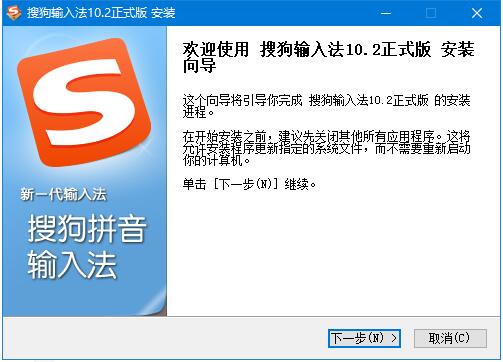 搜狗输入法10.2正式版 安装
欢迎使用 搜狗输入法10.2正式版 安装
向导
这个向导将引导你完成 搜狗输入法10.2正式版 的安装
进程。
在开始安装之前，建议先关闭其他所有应用程序。这将
允许安装程序更新指定的系统文件，而不需要重新启动
你的计算机。
单击 [下一步(N)] 继续。
新一代输入法
搜狗拼音
输入法
下一步(N) >
取消(C)